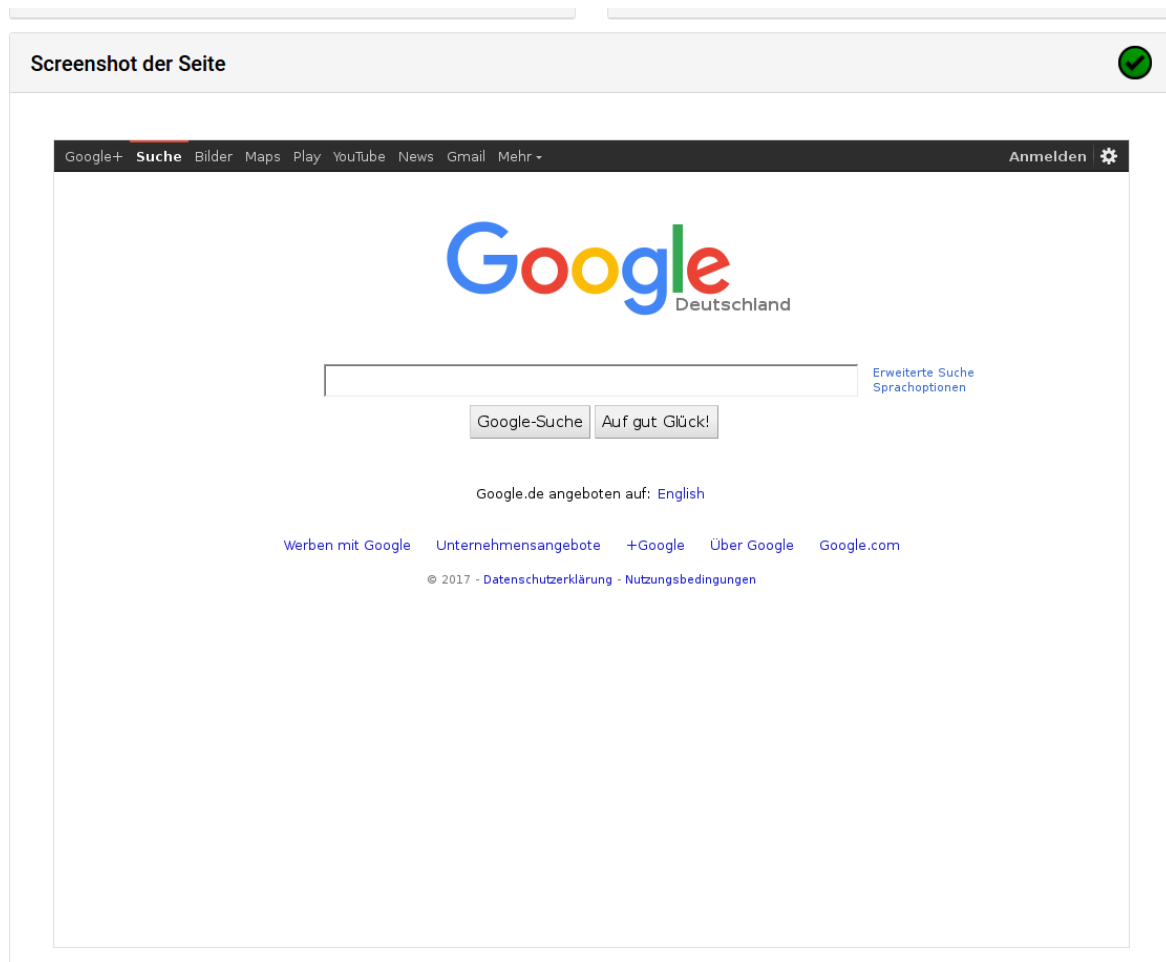 Screenshot der Seite
Google+ Suche Bilder Maps Play YouTube News Gmail Mehr Anmelden
Google
Deutschland
Erweiterte Suche
Sprachoptionen
Google-Suche Auf gut Glück!
Google.de angeboten auf: English
Werben mit Google Unternehmensangebote +Google Über Google Google.com
© 2017 - Datenschutzerklärung - Nutzungsbedingungen